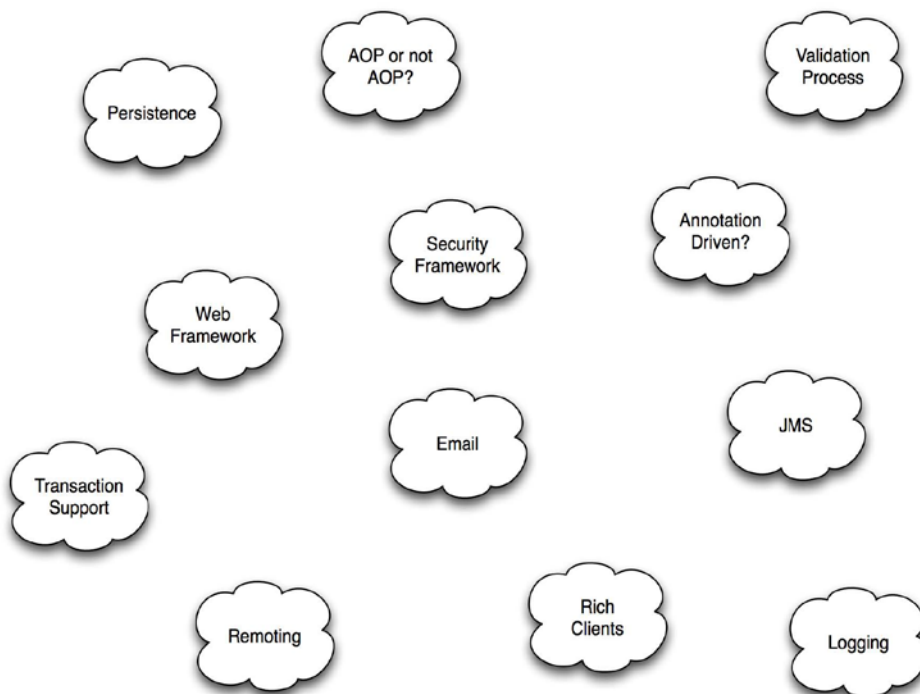 AOP or not
AOP?
Validation
Process
Persistence
Annotation
Driven?
Security
Framework
Web
Framework
JMS
Email
Transaction
Support
Rich
Clients
Remoting
Logging